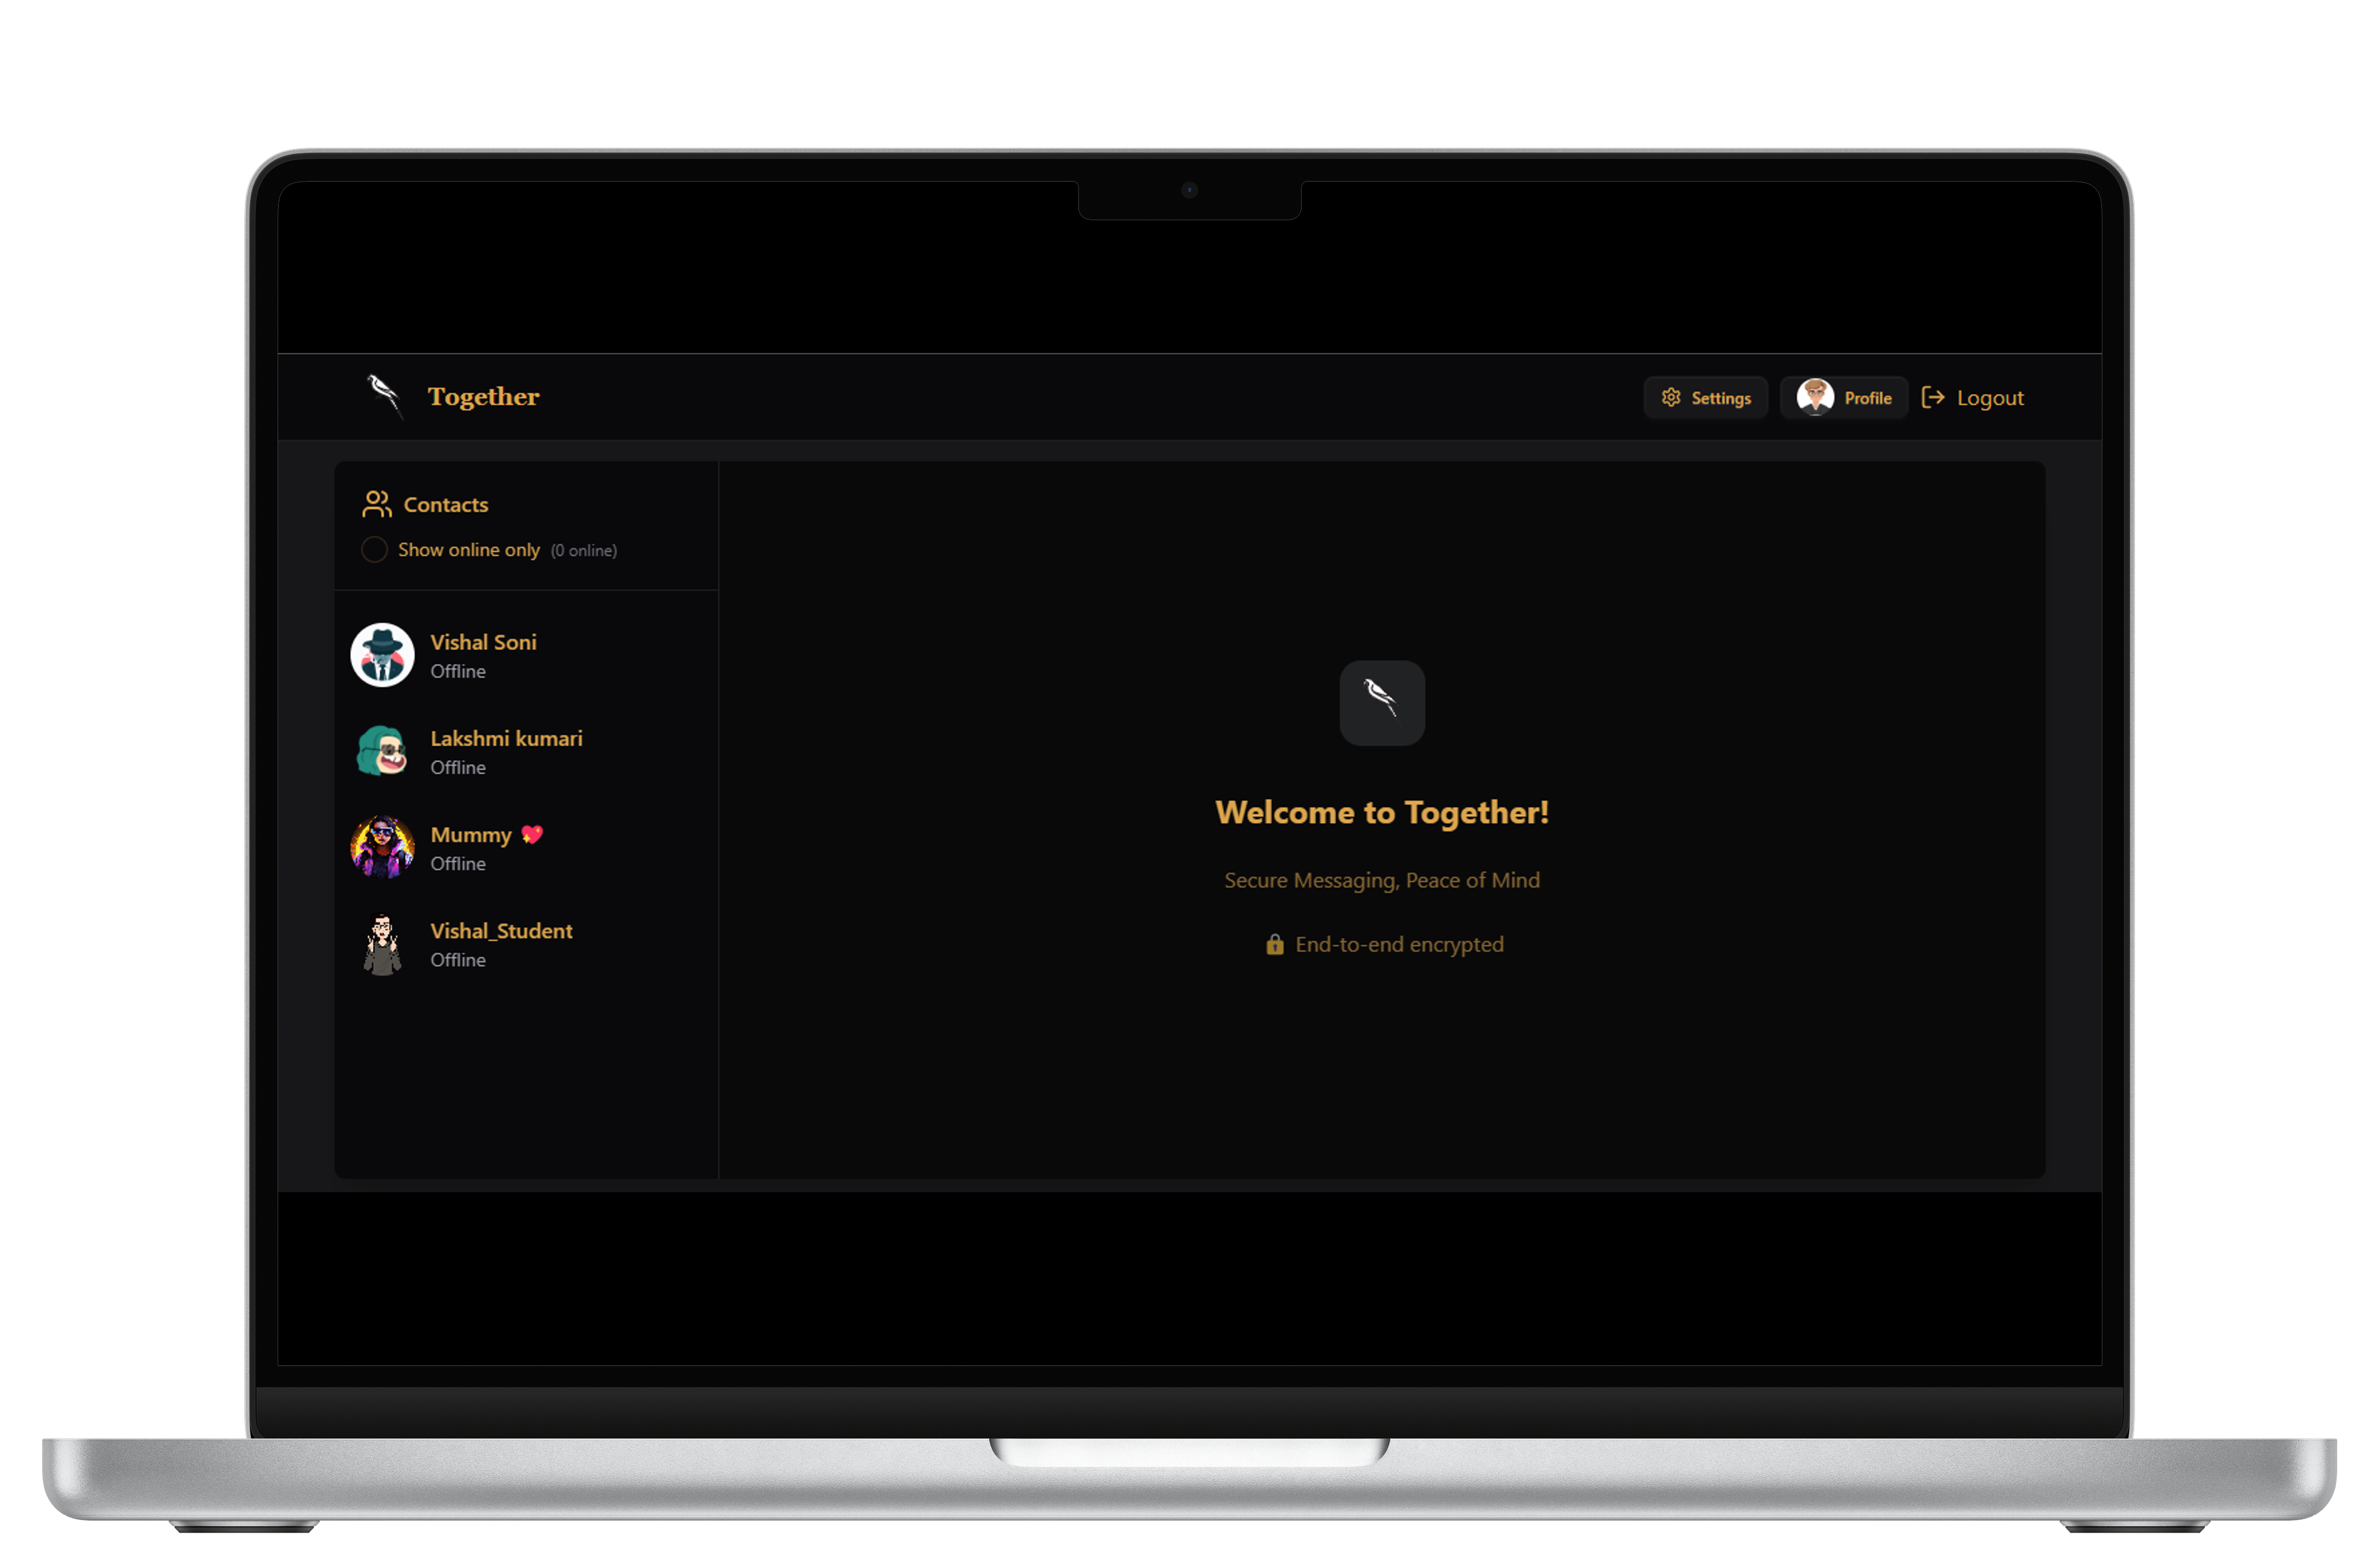 Together
Settings
Profile
Logout
Contacts
Show online only (0 online)
Vishal Soni
Offline
Lakshmi kumari
Offline
Mummy 💖
Offline
Vishal_Student
Offline
Welcome to Together!
Secure Messaging, Peace of Mind
🔒 End-to-end encrypted